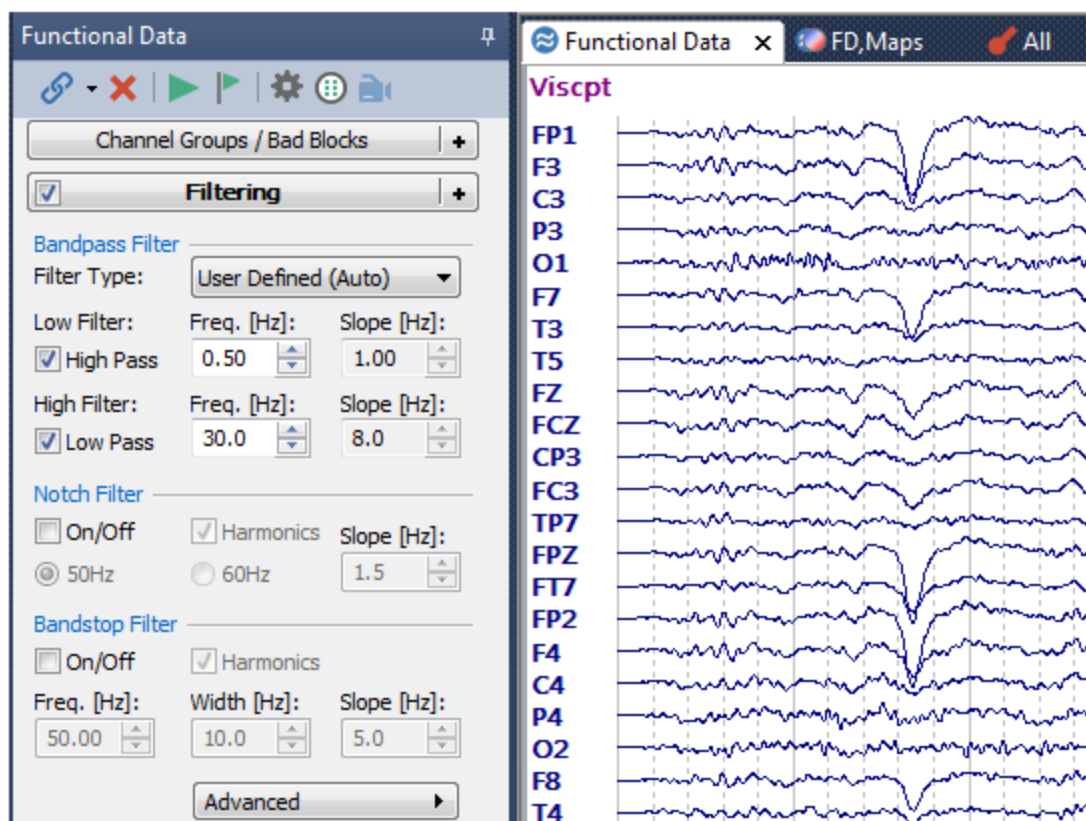 Functional Data
Channel Groups / Bad Blocks +
Filtering +
Bandpass Filter
Filter Type: User Defined (Auto)
Low Filter: Freq. [Hz]: Slope [Hz]:
High Pass 0.50 1.00
High Filter: Freq. [Hz]: Slope [Hz]:
Low Pass 30.0 8.0
Notch Filter
On/Off Harmonics Slope [Hz]:
50Hz 60Hz 1.5
Bandstop Filter
On/Off Harmonics
Freq. [Hz]: Width [Hz]: Slope [Hz]:
50.00 10.0 5.0
Advanced
Functional Data FD,Maps All
Viscpt
FP1
F3
C3
P3
O1
F7
T3
T5
FZ
FCZ
CP3
FC3
TP7
FPZ
FT7
FP2
F4
C4
P4
O2
F8
T4